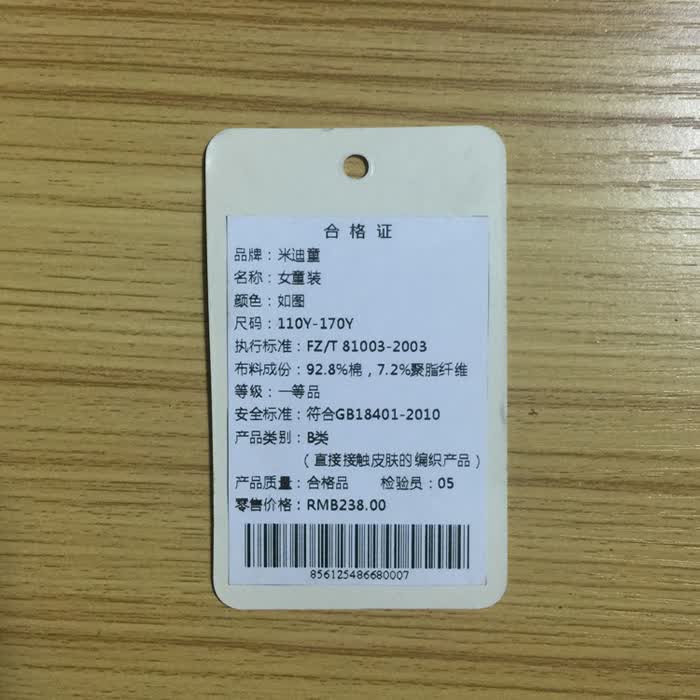 合格证
品牌：米迪童
名称：女童装
颜色：如图
尺码：110Y-170Y
执行标准：FZ/T 81003-2003
布料成份：92.8%棉，7.2%聚脂纤维
等级：一等品
安全标准：符合GB18401-2010
产品类别：B类
（直接接触皮肤的编织产品）
产品质量：合格品 检验员：05
零售价格：RMB238.00
856125486680007